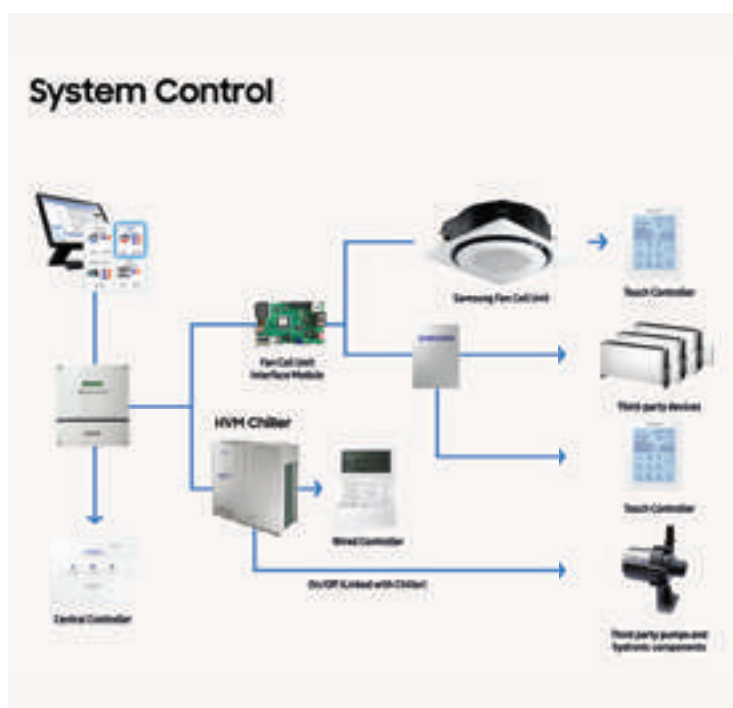 System Control
Samsung Fan Coil Unit
Touch Controller
Fan Coil Unit
Interface Module
Third-party devices
HVM Chiller
Touch Controller
Wired Controller
On/Off (Linked with Chiller)
Central Controller
Third party pumps and
hydronic components